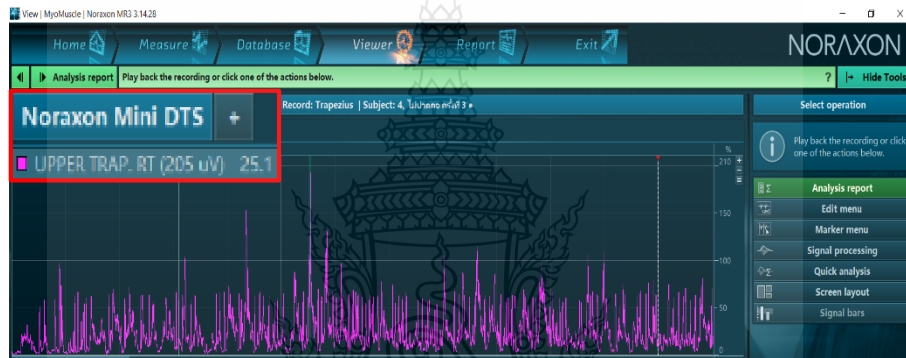 View | MyoMuscle | Noraxon MR3 3.14.28
Home Measure Database Viewer Report Exit NORAXON
Analysis report Play back the recording or click one of the actions below. ? Hide Tools
Noraxon Mini DTS +
Record: Trapezius | Subject: 4,
Select operation
UPPER TRAP. RT (205 uV) 25.1
Play back the recording or click
one of the actions below.
%
210
150
100
50
0
Analysis report
Edit menu
Marker menu
Signal processing
Quick analysis
Screen layout
Signal bars